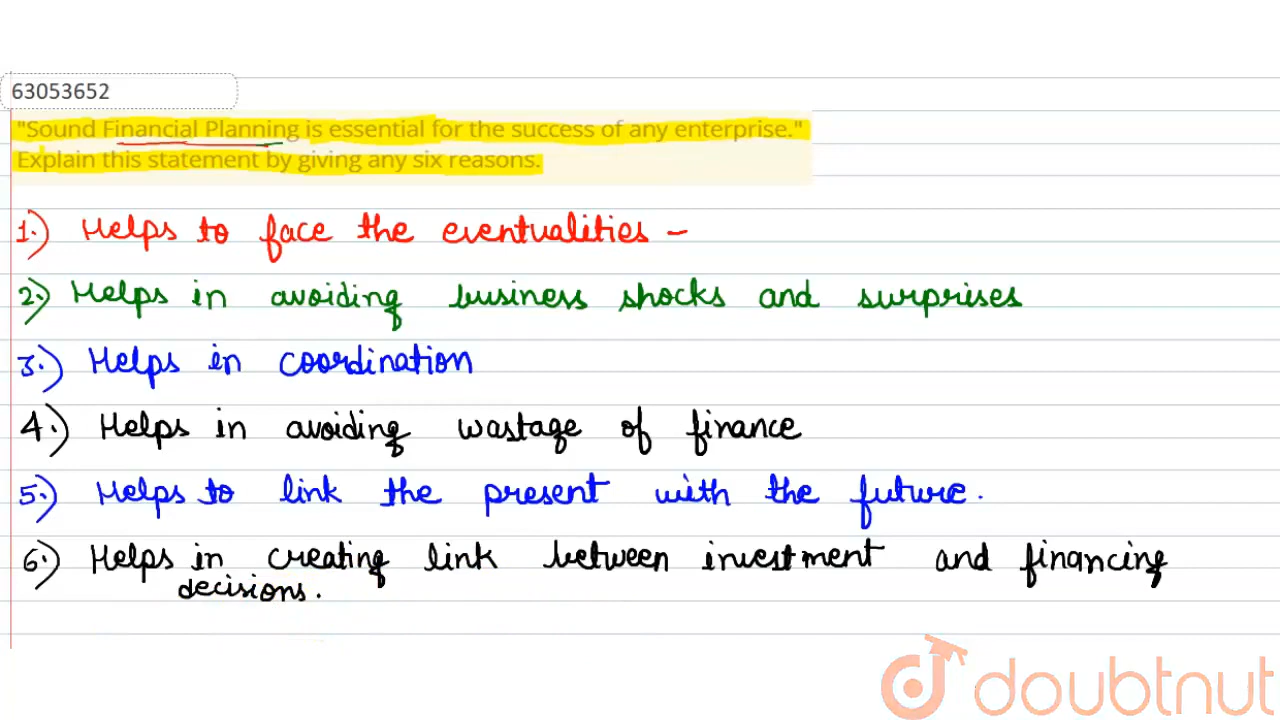 63053652
"Sound Financial Planning is essential for the success of any enterprise."
Explain this statement by giving any six reasons.
1.) Helps to face the eventualities -
2.) Helps in avoiding business shocks and surprises
3.) Helps in coordination
4.) Helps in avoiding wastage of finance
5.) Helps to link the present with the future.
6.) Helps in creating link between investment and financing
decisions.
doubtnut